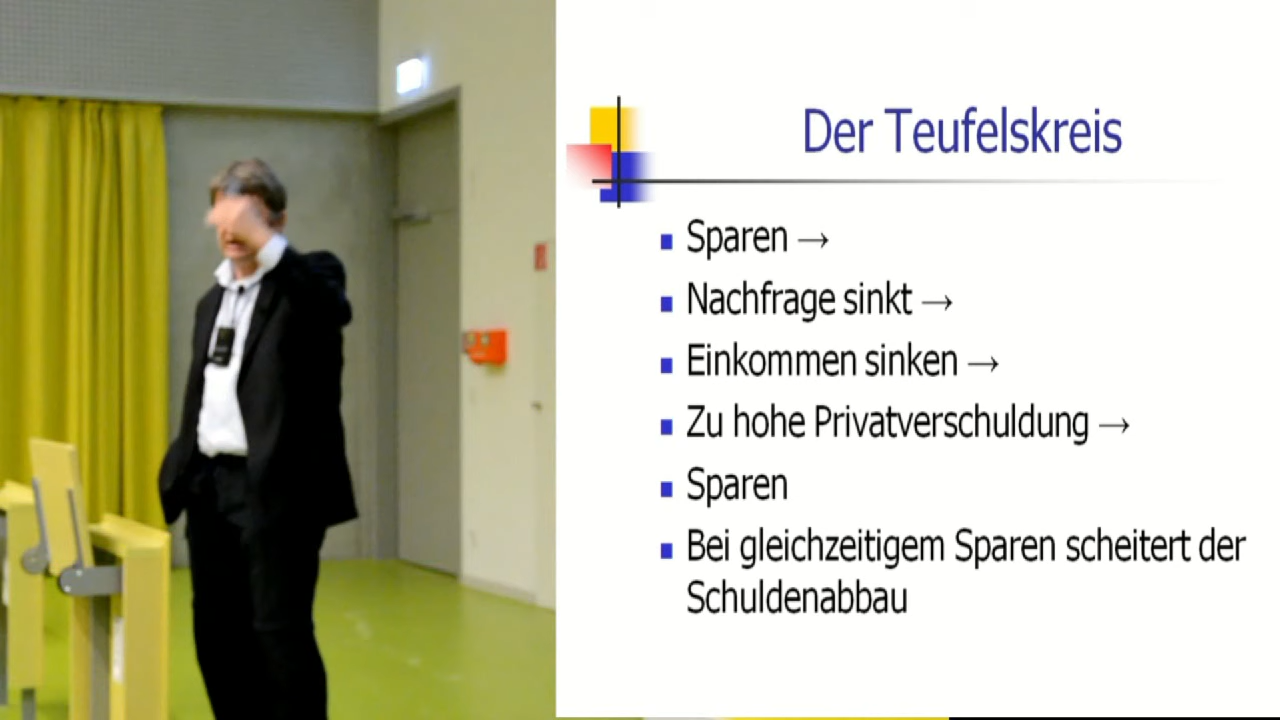 Der Teufelskreis
Sparen →
Nachfrage sinkt →
Einkommen sinken →
Zu hohe Privatverschuldung →
Sparen
Bei gleichzeitigem Sparen scheitert der
Schuldenabbau